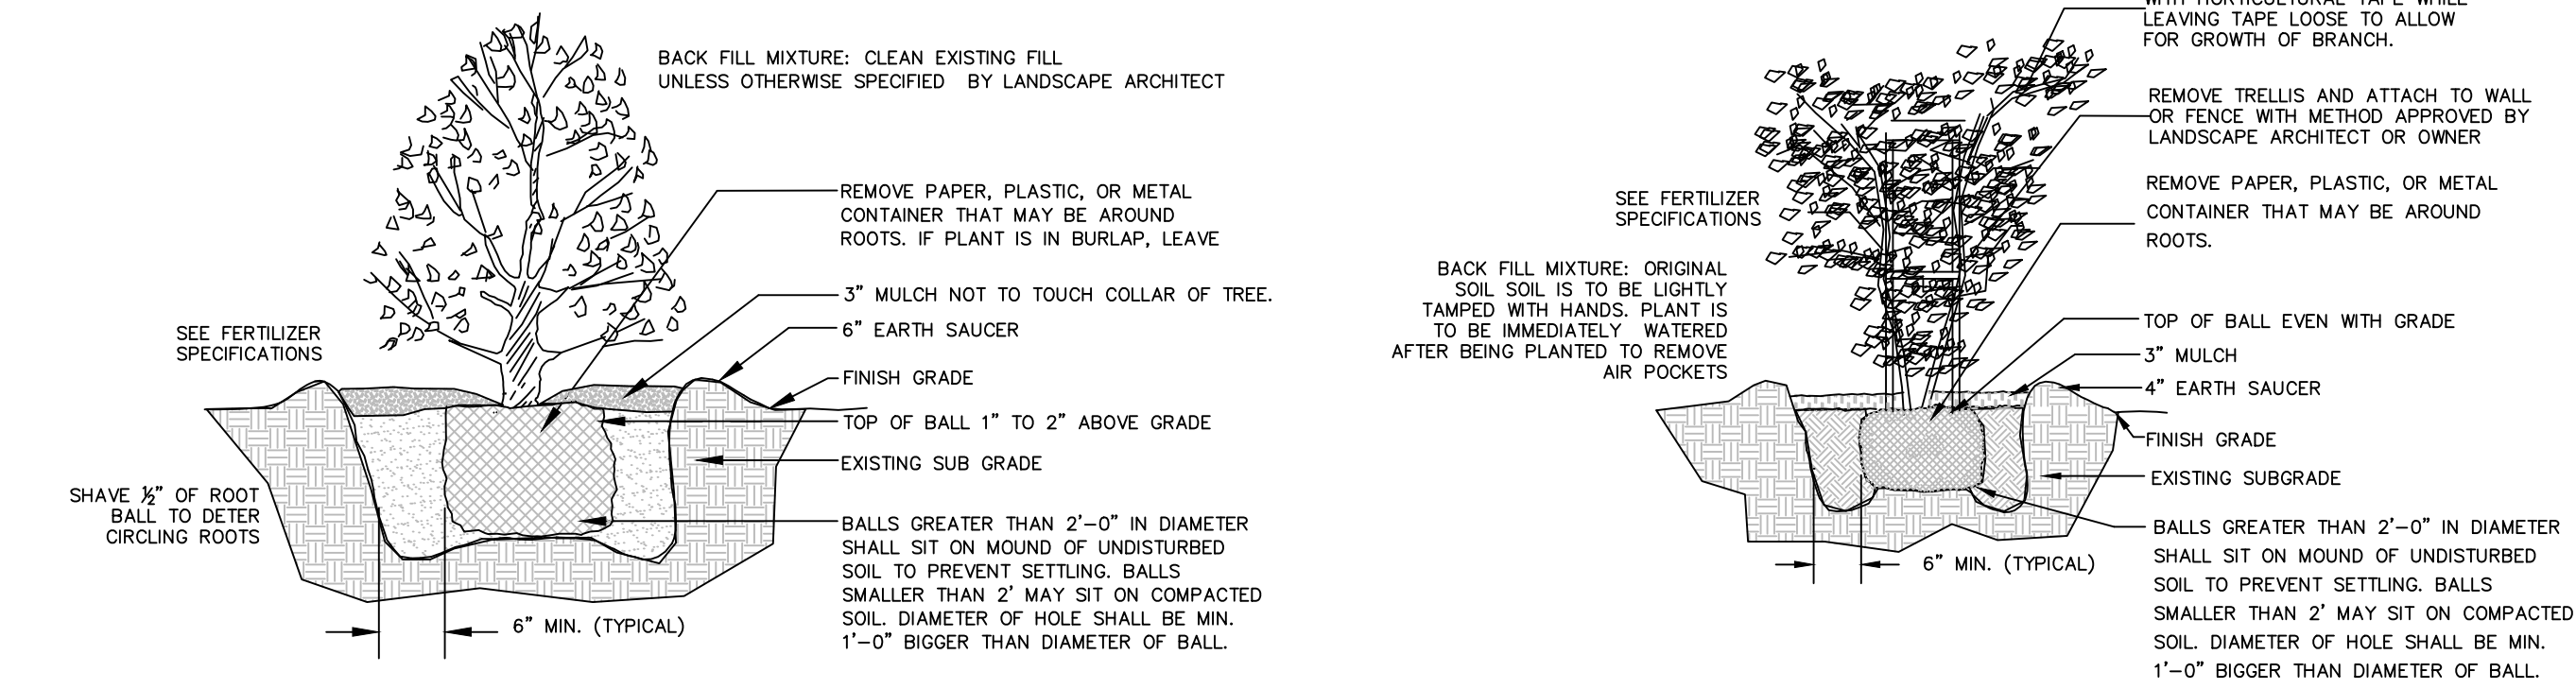 BACK FILL MIXTURE: CLEAN EXISTING FILL
UNLESS OTHERWISE SPECIFIED BY LANDSCAPE ARCHITECT
REMOVE PAPER, PLASTIC, OR METAL
CONTAINER THAT MAY BE AROUND
ROOTS. IF PLANT IS IN BURLAP, LEAVE
3" MULCH NOT TO TOUCH COLLAR OF TREE.
6" EARTH SAUCER
SEE FERTILIZER
SPECIFICATIONS
FINISH GRADE
TOP OF BALL 1" TO 2" ABOVE GRADE
EXISTING SUB GRADE
SHAVE ½" OF ROOT
BALL TO DETER
CIRCLING ROOTS
BALLS GREATER THAN 2'-0" IN DIAMETER
SHALL SIT ON MOUND OF UNDISTURBED
SOIL TO PREVENT SETTLING. BALLS
SMALLER THAN 2' MAY SIT ON COMPACTED
SOIL. DIAMETER OF HOLE SHALL BE MIN.
1'-0" BIGGER THAN DIAMETER OF BALL.
6" MIN. (TYPICAL)
WITH HORTICULTURAL TAPE WHILE
LEAVING TAPE LOOSE TO ALLOW
FOR GROWTH OF BRANCH.
REMOVE TRELLIS AND ATTACH TO WALL
OR FENCE WITH METHOD APPROVED BY
LANDSCAPE ARCHITECT OR OWNER
SEE FERTILIZER
SPECIFICATIONS
REMOVE PAPER, PLASTIC, OR METAL
CONTAINER THAT MAY BE AROUND
ROOTS.
BACK FILL MIXTURE: ORIGINAL
SOIL SOIL IS TO BE LIGHTLY
TAMPED WITH HANDS. PLANT IS
TO BE IMMEDIATELY WATERED
AFTER BEING PLANTED TO REMOVE
AIR POCKETS
TOP OF BALL EVEN WITH GRADE
3" MULCH
4" EARTH SAUCER
FINISH GRADE
EXISTING SUBGRADE
BALLS GREATER THAN 2'-0" IN DIAMETER
SHALL SIT ON MOUND OF UNDISTURBED
SOIL TO PREVENT SETTLING. BALLS
SMALLER THAN 2' MAY SIT ON COMPACTED
SOIL. DIAMETER OF HOLE SHALL BE MIN.
1'-0" BIGGER THAN DIAMETER OF BALL.
6" MIN. (TYPICAL)